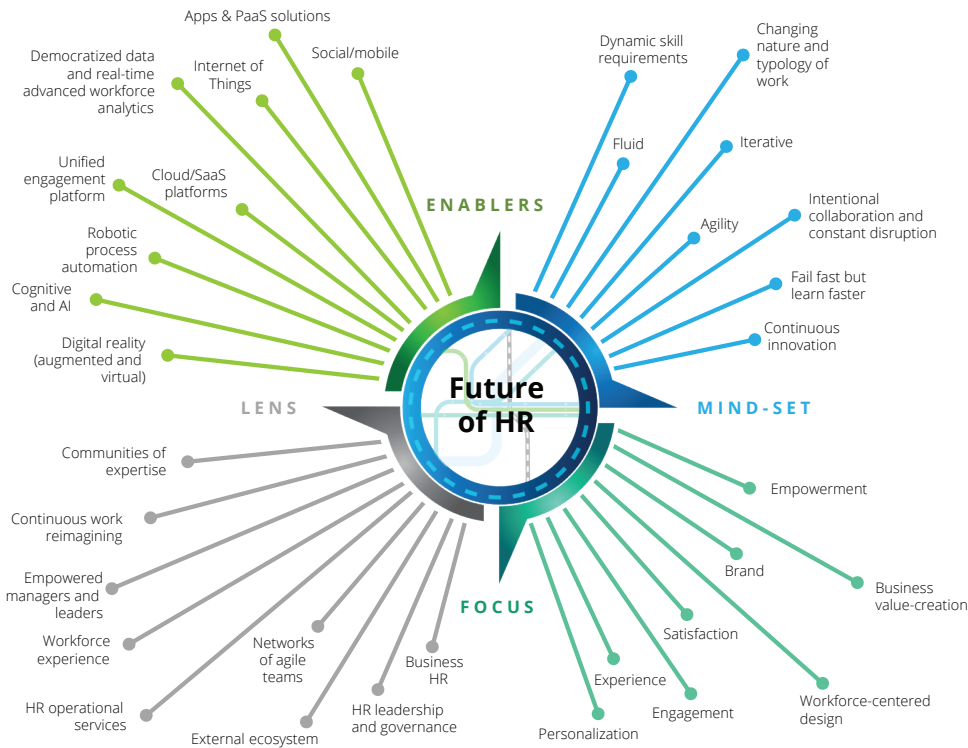 Apps & PaaS solutions
Social/mobile
Democratized data
and real-time
advanced workforce
analytics
Internet of
Things
Unified
engagement
platform
Cloud/SaaS
platforms
Robotic
process
automation
Cognitive
and AI
Digital reality
(augmented and
virtual)
ENABLERS
Dynamic skill
requirements
Changing
nature and
typology of
work
Fluid
Iterative
Agility
Intentional
collaboration and
constant disruption
Fail fast but
learn faster
Continuous
innovation
MIND-SET
Future
of HR
LENS
Communities of
expertise
Continuous work
reimagining
Empowered
managers and
leaders
Workforce
experience
HR operational
services
Networks
of agile
teams
External ecosystem
HR leadership
and governance
Business
HR
FOCUS
Empowerment
Business
value-creation
Brand
Satisfaction
Workforce-centered
design
Experience
Engagement
Personalization